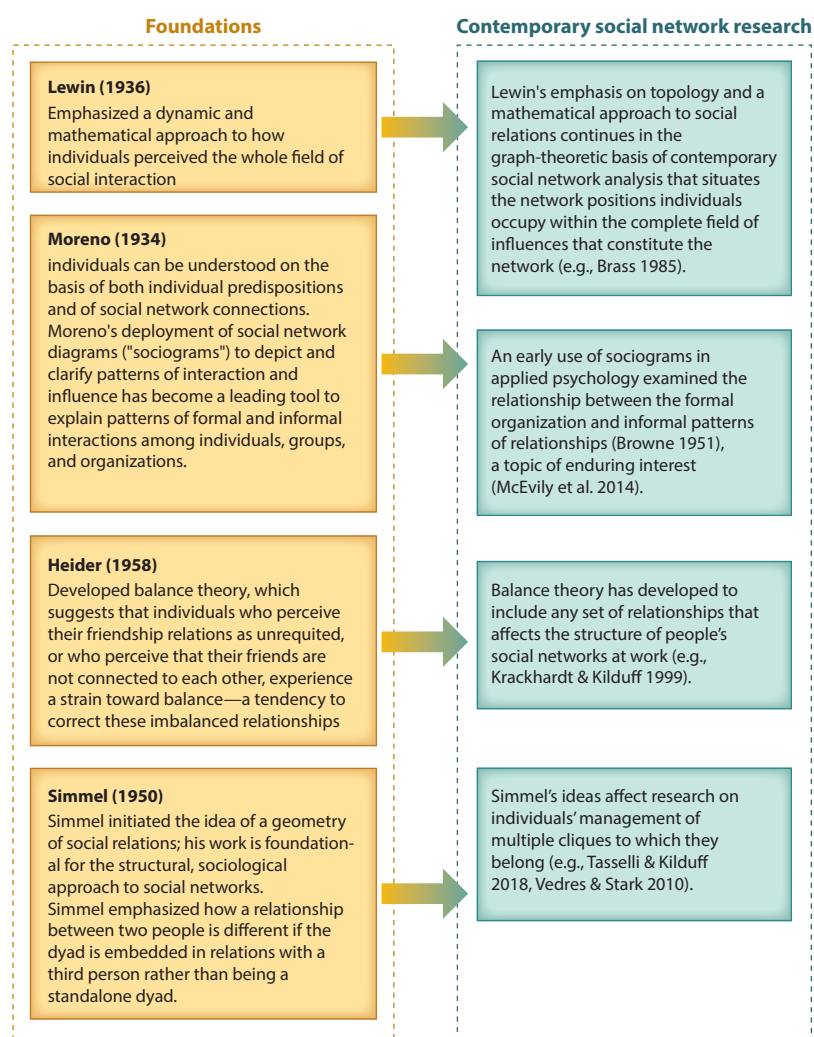 Foundations
Lewin (1936)
Emphasized a dynamic and
mathematical approach to how
individuals perceived the whole field of
social interaction
Moreno (1934)
individuals can be understood on the
basis of both individual predispositions
and of social network connections.
Moreno's deployment of social network
diagrams ("sociograms") to depict and
clarify patterns of interaction and
influence has become a leading tool to
explain patterns of formal and informal
interactions among individuals, groups,
and organizations.
Heider (1958)
Developed balance theory, which
suggests that individuals who perceive
their friendship relations as unrequited,
or who perceive that their friends are
not connected to each other, experience
a strain toward balance—a tendency to
correct these imbalanced relationships
Simmel (1950)
Simmel initiated the idea of a geometry
of social relations; his work is foundation-
al for the structural, sociological
approach to social networks.
Simmel emphasized how a relationship
between two people is different if the
dyad is embedded in relations with a
third person rather than being a
standalone dyad.
Contemporary social network research
Lewin's emphasis on topology and a
mathematical approach to social
relations continues in the
graph-theoretic basis of contemporary
social network analysis that situates
the network positions individuals
occupy within the complete field of
influences that constitute the
network (e.g., Brass 1985).
An early use of sociograms in
applied psychology examined the
relationship between the formal
organization and informal patterns
of relationships (Browne 1951),
a topic of enduring interest
(McEvily et al. 2014).
Balance theory has developed to
include any set of relationships that
affects the structure of people's
social networks at work (e.g.,
Krackhardt & Kilduff 1999).
Simmel's ideas affect research on
individuals' management of
multiple cliques to which they
belong (e.g., Tasselli & Kilduff
2018, Vedres & Stark 2010).